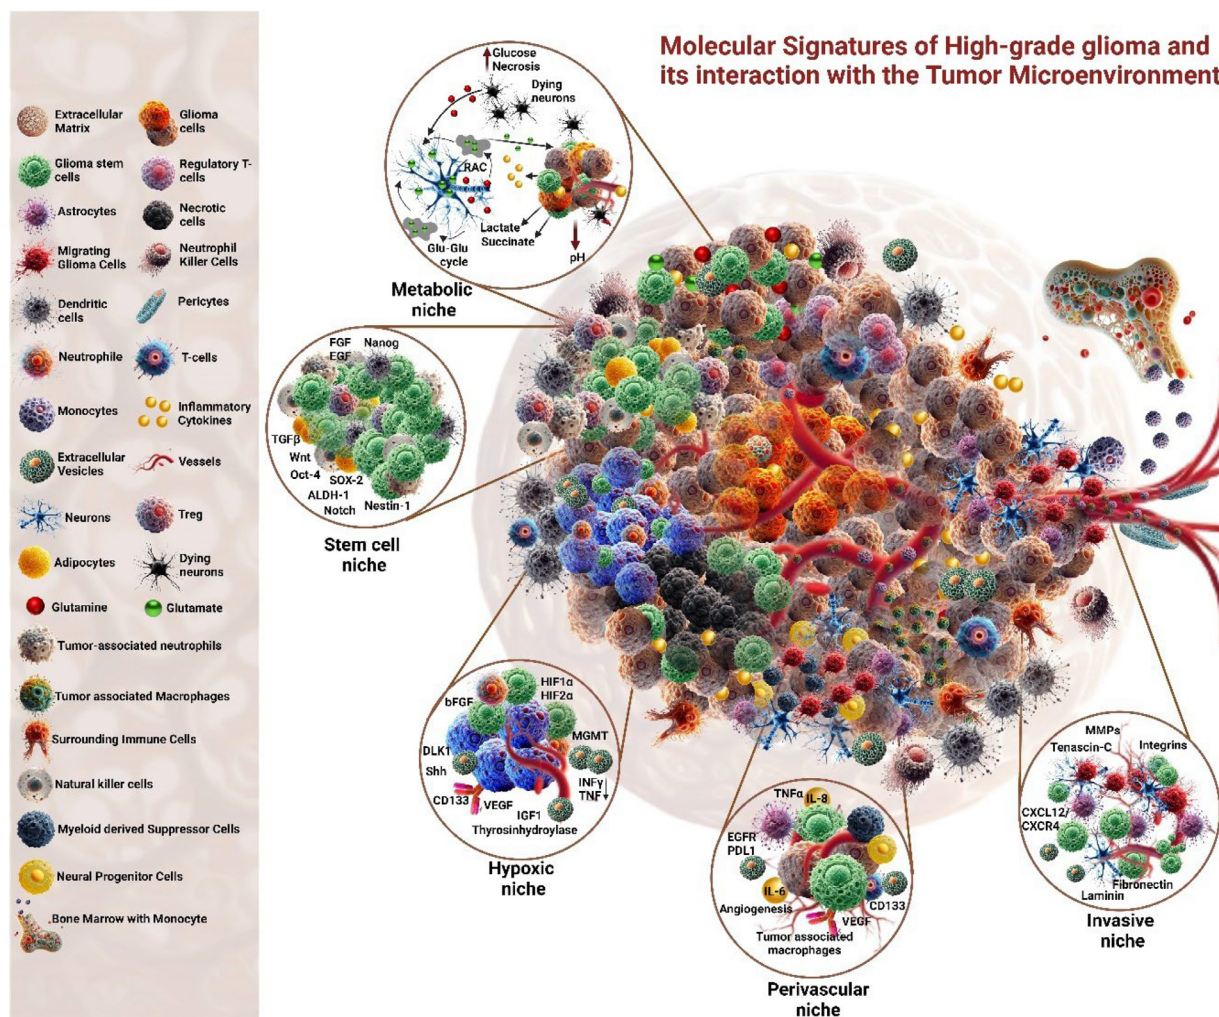 Molecular Signatures of High-grade glioma and
its interaction with the Tumor Microenvironment
Extracellular
Matrix
Glioma
cells
Glioma stem
cells
Regulatory T-
cells
Astrocytes
Necrotic
cells
Migrating
Glioma Cells
Neutrophil
Killer Cells
Dendritic
cells
Pericytes
Neutrophile
T-cells
Monocytes
Inflammatory
Cytokines
Extracellular
Vesicles
Vessels
Neurons
Treg
Adipocytes
Dying
neurons
Glutamine
Glutamate
Tumor-associated neutrophils
Tumor associated Macrophages
Surrounding Immune Cells
Natural killer cells
Myeloid derived Suppressor Cells
Neural Progenitor Cells
Bone Marrow with Monocyte
Glucose
Necrosis
Dying
neurons
RAC
Lactate
Succinate
Glu-Glu
cycle
pH
Metabolic
niche
FGF
EGF
Nanog
TGFβ
Wnt
Oct-4
SOX-2
ALDH-1
Notch
Nestin-1
Stem cell
niche
HIF1α
HIF2α
bFGF
MGMT
DLK1
Shh
INFγ
TNF
CD133
VEGF
IGF1
Thyrosinhydroylase
Hypoxic
niche
TNFα
IL-8
EGFR
PDL1
IL-6
CD133
Angiogenesis
VEGF
Tumor associated
macrophages
Perivascular
niche
MMPs
Tenascin-C
Integrins
CXCL12/
CXCR4
Fibronectin
Laminin
Invasive
niche